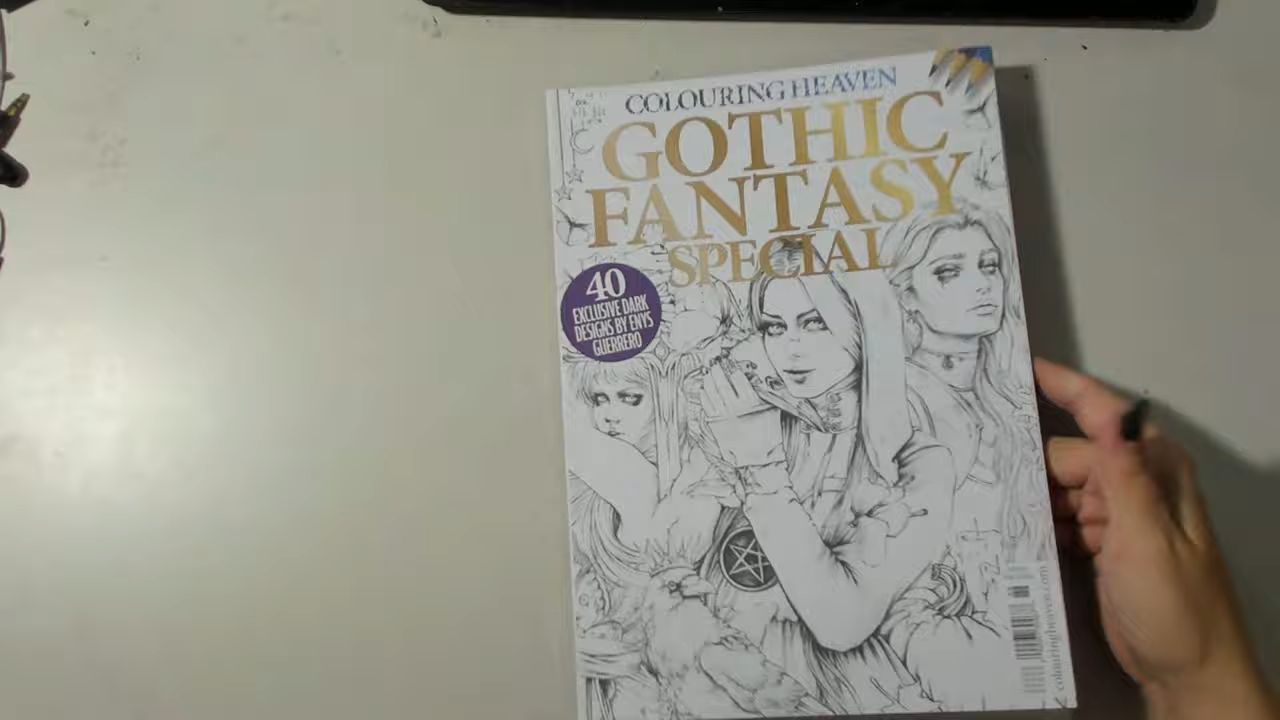 COLOURING HEAVEN
GOTHIC
FANTASY
SPECIAL
40
EXCLUSIVE DARK
DESIGNS BY ENYS
GUERRERO
colouringheaven.com